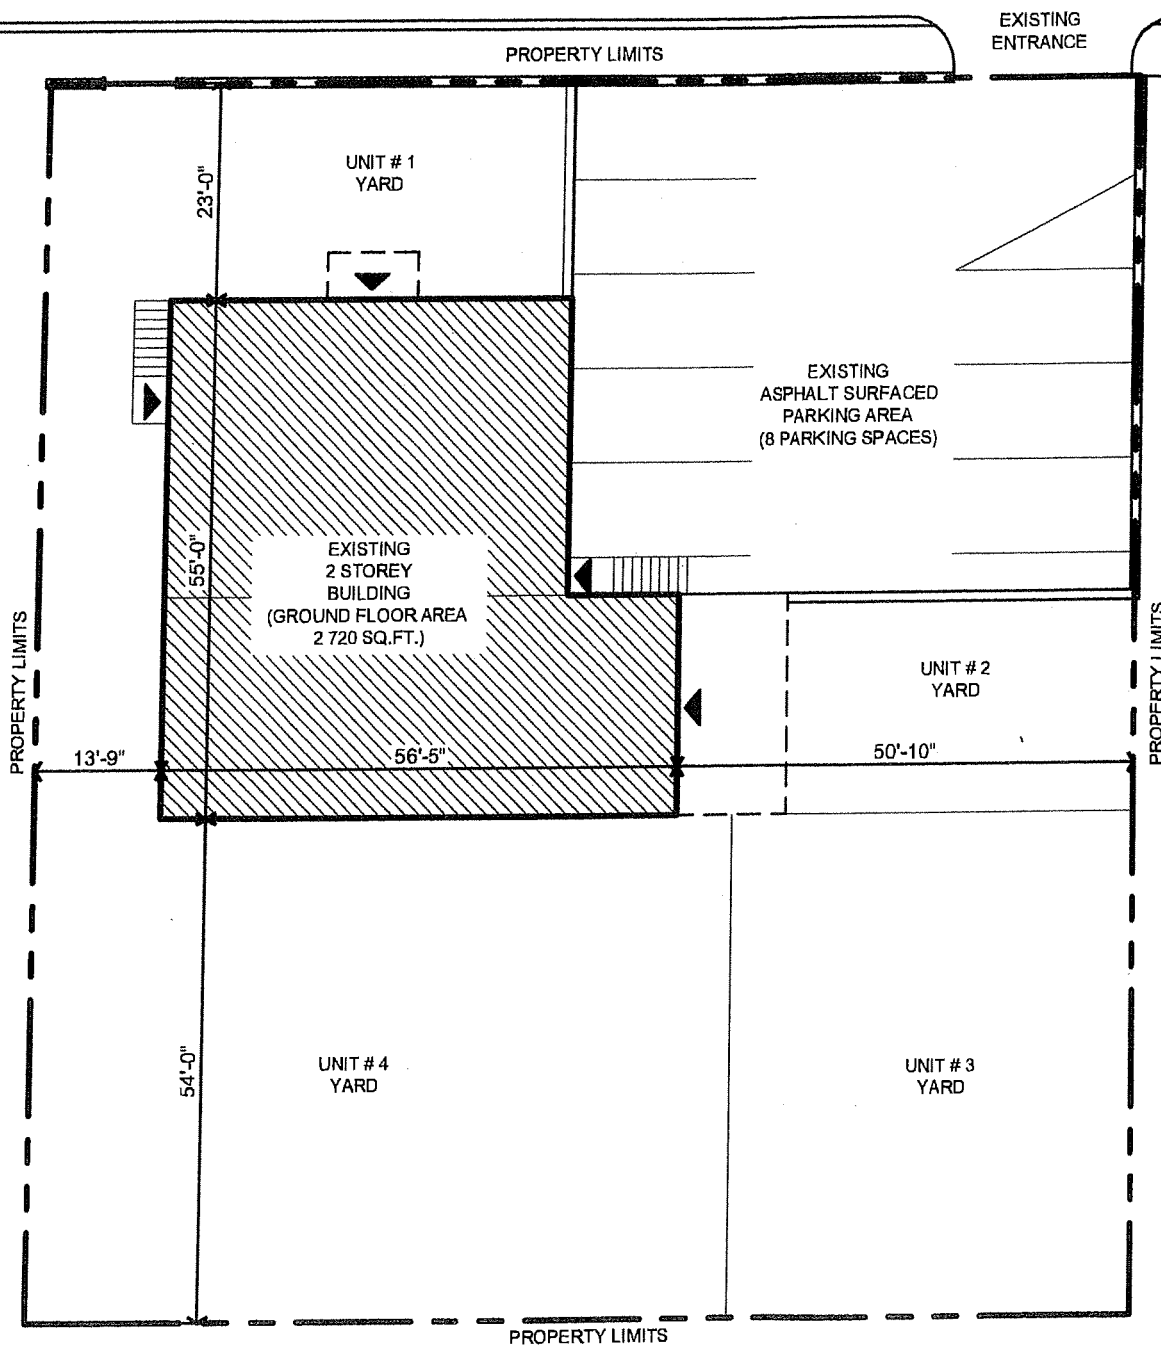 EXISTING
ENTRANCE
PROPERTY LIMITS
UNIT # 1
YARD
23'-0"
EXISTING
ASPHALT SURFACED
PARKING AREA
(8 PARKING SPACES)
55'-0"
EXISTING
2 STOREY
BUILDING
(GROUND FLOOR AREA
2 720 SQ.FT.)
PROPERTY LIMITS
UNIT # 2
YARD
PROPERTY LIMITS
13'-9"
56'-5"
50'-10"
54'-0"
UNIT # 4
YARD
UNIT # 3
YARD
PROPERTY LIMITS